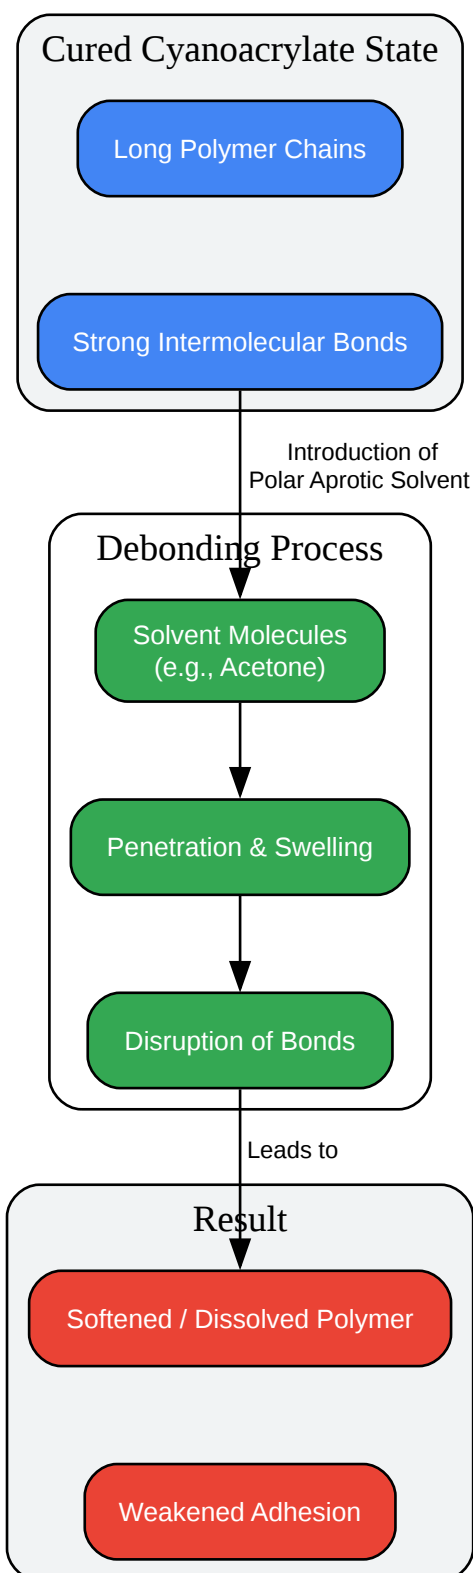 Cured Cyanoacrylate State
Long Polymer Chains
Strong Intermolecular Bonds
Introduction of
Polar Aprotic Solvent
Debonding Process
Solvent Molecules
(e.g., Acetone)
Penetration & Swelling
Disruption of Bonds
Leads to
Result
Softened / Dissolved Polymer
Weakened Adhesion